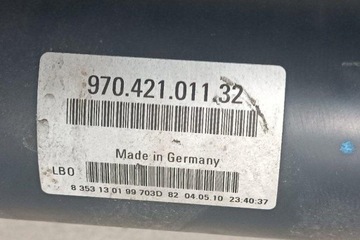 970.421.011.32
Made in Germany
LBO
8 353 13 01 99 703D 82 04.05.10 23:40:37